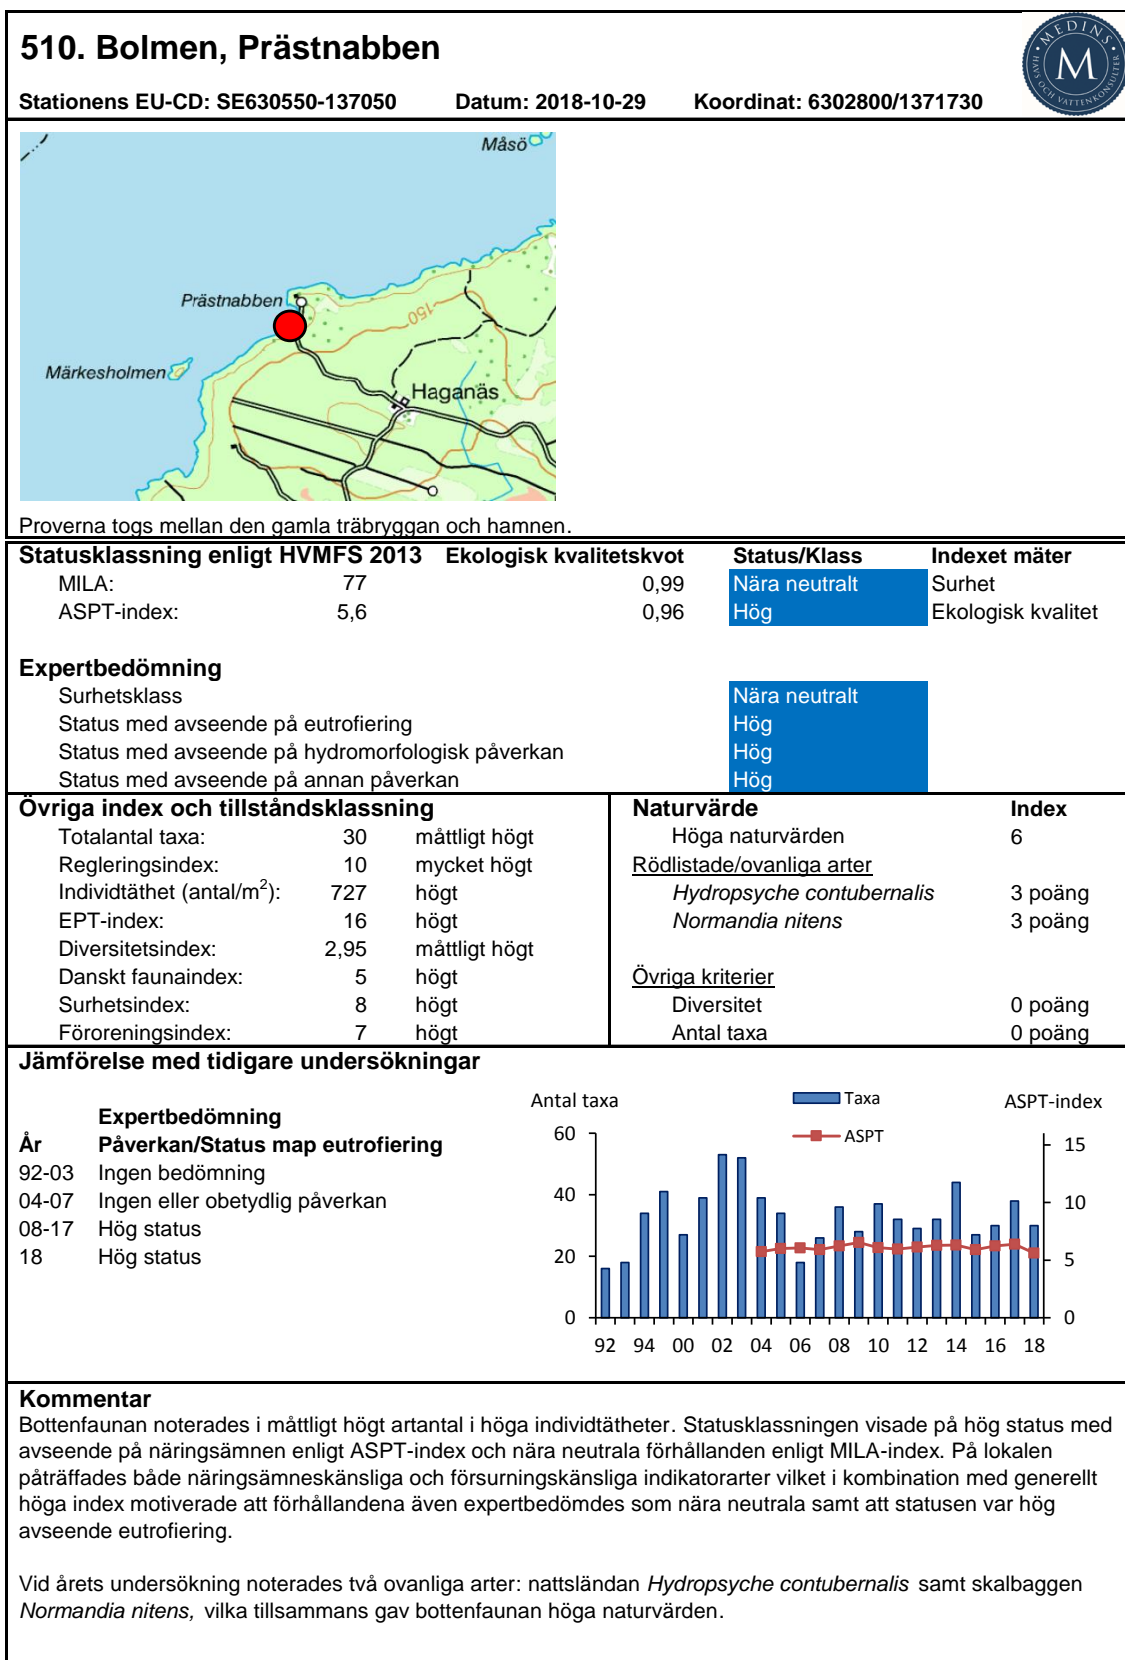 510. Bolmen, Prästnabben
MEDINS
M
HAVS OCH VATTENKONSULTER
Stationens EU-CD: SE630550-137050 Datum: 2018-10-29 Koordinat: 6302800/1371730
Måsö
Prästnabben
150
Märkesholmen
Haganäs
Proverna togs mellan den gamla träbryggan och hamnen.
Statusklassning enligt HVMFS 2013 Ekologisk kvalitetskvot Status/Klass Indexet mäter
MILA: 77 0,99 Nära neutralt Surhet
ASPT-index: 5,6 0,96 Hög Ekologisk kvalitet
Expertbedömning
Surhetsklass Nära neutralt
Status med avseende på eutrofiering Hög
Status med avseende på hydromorfologisk påverkan Hög
Status med avseende på annan påverkan Hög
Övriga index och tillståndsklassning
Totalantal taxa: 30 måttligt högt
Regleringsindex: 10 mycket högt
Individtäthet (antal/m²): 727 högt
EPT-index: 16 högt
Diversitetsindex: 2,95 måttligt högt
Danskt faunaindex: 5 högt
Surhetsindex: 8 högt
Föroreningsindex: 7 högt
Naturvärde Index
Höga naturvärden 6
Rödlistade/ovanliga arter
Hydropsyche contubernalis 3 poäng
Normandia nitens 3 poäng
Övriga kriterier
Diversitet 0 poäng
Antal taxa 0 poäng
Jämförelse med tidigare undersökningar
Expertbedömning
År Påverkan/Status map eutrofiering
92-03 Ingen bedömning
04-07 Ingen eller obetydlig påverkan
08-17 Hög status
18 Hög status
Antal taxa Taxa ASPT-index
ASPT
60 15
40 10
20 5
0 0
92 94 00 02 04 06 08 10 12 14 16 18
Kommentar
Bottenfaunan noterades i måttligt högt artantal i höga individtätheter. Statusklassningen visade på hög status med
avseende på näringsämnen enligt ASPT-index och nära neutrala förhållanden enligt MILA-index. På lokalen
påträffades både näringsämneskänsliga och försurningskänsliga indikatorarter vilket i kombination med generellt
höga index motiverade att förhållandena även expertbedömdes som nära neutrala samt att statusen var hög
avseende eutrofiering.
Vid årets undersökning noterades två ovanliga arter: nattsländan Hydropsyche contubernalis samt skalbaggen
Normandia nitens, vilka tillsammans gav bottenfaunan höga naturvärden.